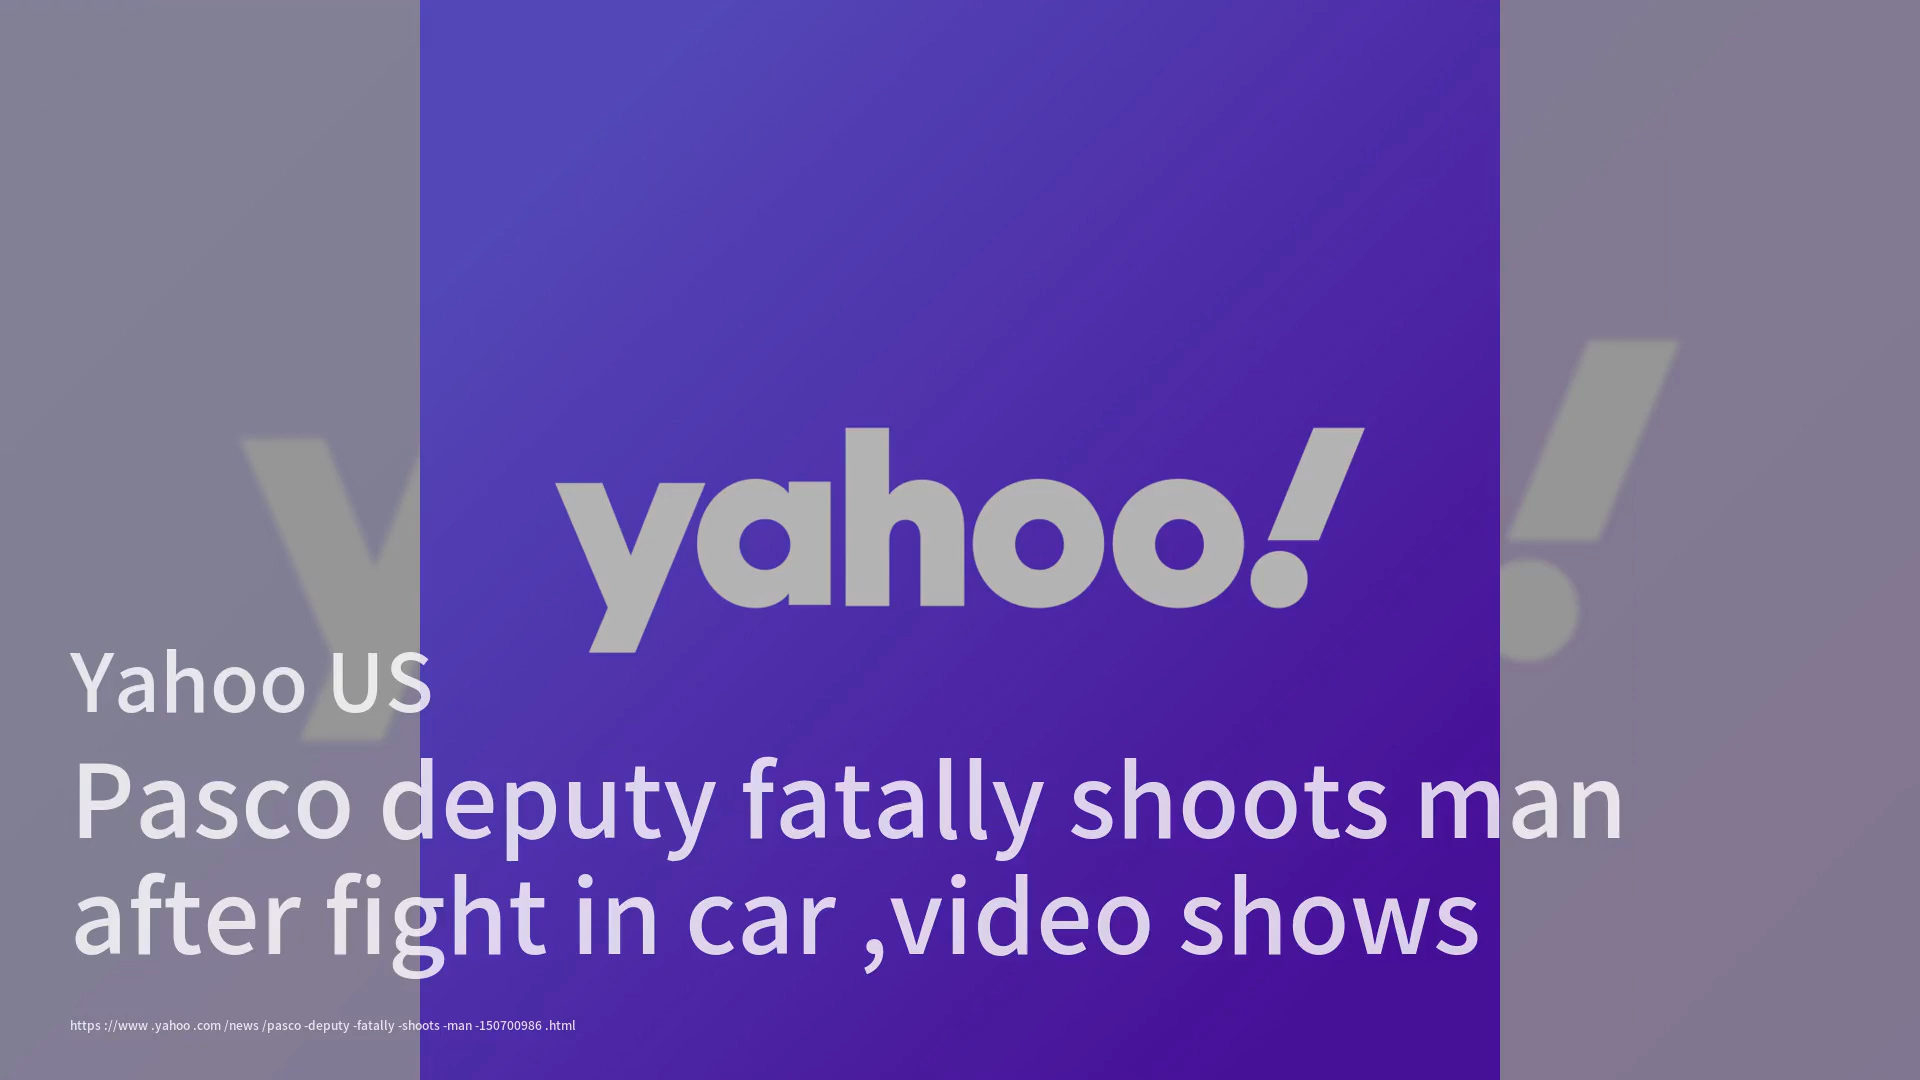 yahoo!
Yahoo US
Pasco deputy fatally shoots man
after fight in car ,video shows
https ://www .yahoo .com /news /pasco -deputy -fatally -shoots -man -150700986 .html